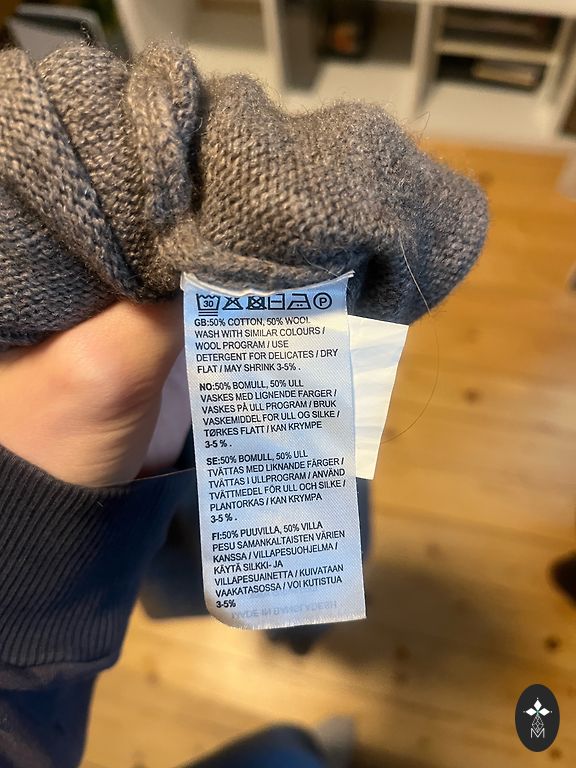 30 P
GB:50% COTTON, 50% WOOL
WASH WITH SIMILAR COLOURS /
WOOL PROGRAM / USE
DETERGENT FOR DELICATES / DRY
FLAT / MAY SHRINK 3-5% .
NO:50% BOMULL, 50% ULL
VASKES MED LIGNENDE FARGER /
VASKES PÅ ULL PROGRAM / BRUK
VASKEMIDDEL FOR ULL OG SILKE /
TØRKES FLATT / KAN KRYMPE
3-5 % .
SE:50% BOMULL, 50% ULL
TVÄTTAS MED LIKNANDE FÄRGER /
TVÄTTAS I ULLPROGRAM / ANVÄND
TVÄTTMEDEL FÖR ULL OCH SILKE /
PLANTORKAS / KAN KRYMPA
3-5 % .
FI:50% PUUVILLA, 50% VILLA
PESU SAMANKALTAISTEN VÄRIEN
KANSSA / VILLAPESUOHJELMA /
KÄYTÄ SILKKI- JA
VILLAPESUAINETTA / KUIVATAAN
VAAKATASOSSA / VOI KUTISTUA
3-5%
MADE IN BANGLADESH
M